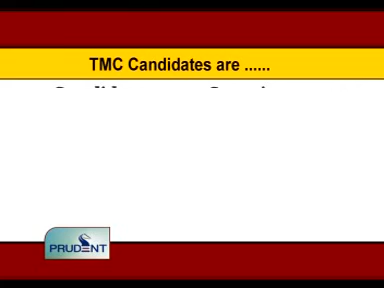 TMC Candidates are ......
PRUDENT